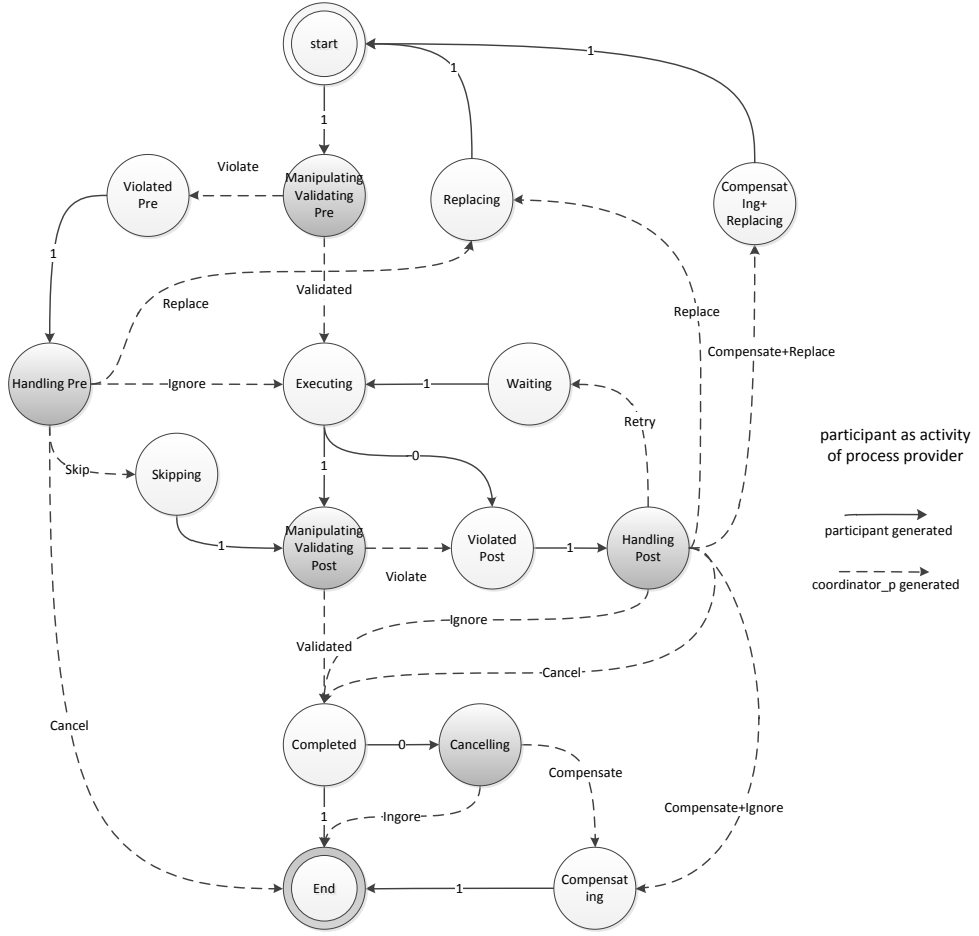 start
1
1
1
Violate
Violated
Pre
Manipulating
Validating
Pre
Replacing
Compensat
ing+
Replacing
1
Validated
Replace
Replace
Compensate+Replace
Handling Pre
Ignore
Executing
1
Waiting
Retry
participant as activity
of process provider
Skip
Skipping
0
1
participant generated
1
Manipulating
Validating
Post
Violate
Violated
Post
1
Handling
Post
coordinator_p generated
Ignore
Validated
Cancel
Cancel
Completed
0
Cancelling
Compensate
Compensate+Ignore
1
Ingore
End
1
Compensat
ing